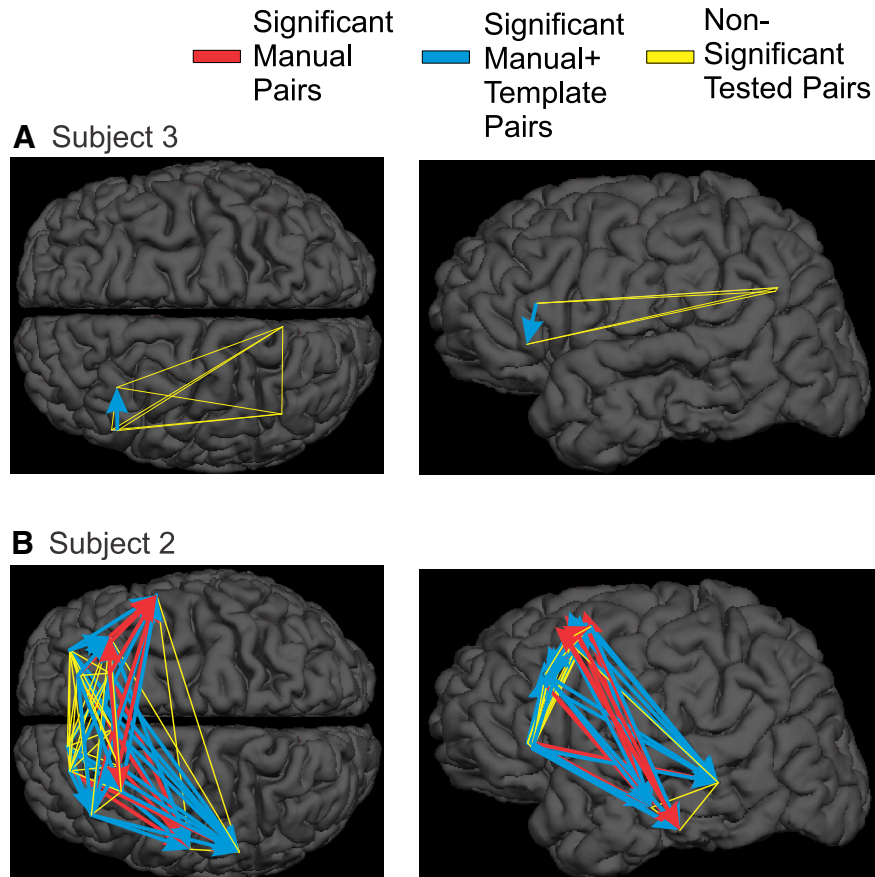 Significant
Manual
Pairs
Significant
Manual+
Template
Pairs
Non-
Significant
Tested Pairs
A Subject 3
B Subject 2